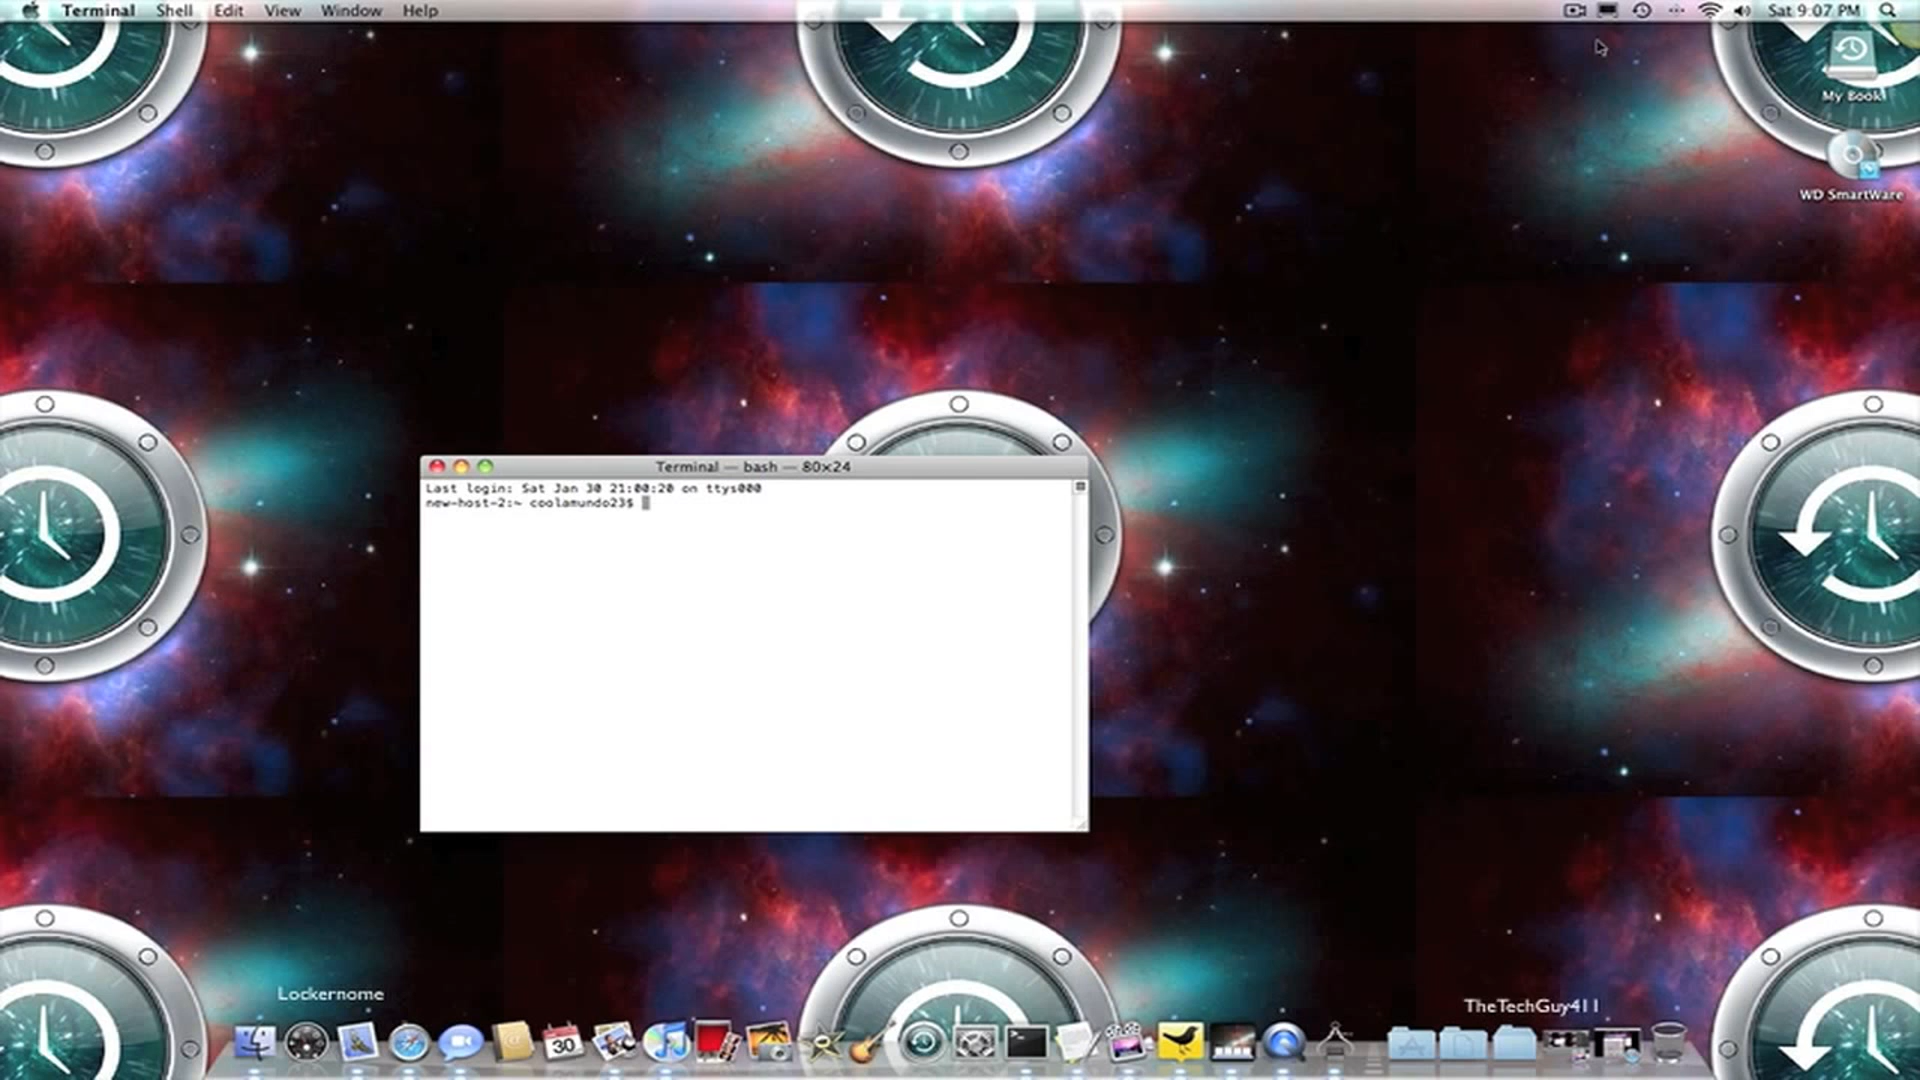 Terminal Shell Edit View Window Help
Sat 9:07 PM
My Book
WD SmartWare
Terminal — bash — 80×24
Last login: Sat Jan 30 21:00:20 on ttys000
new-host-2:~ coolamundo23$
Lockernome
TheTechGuy411
30